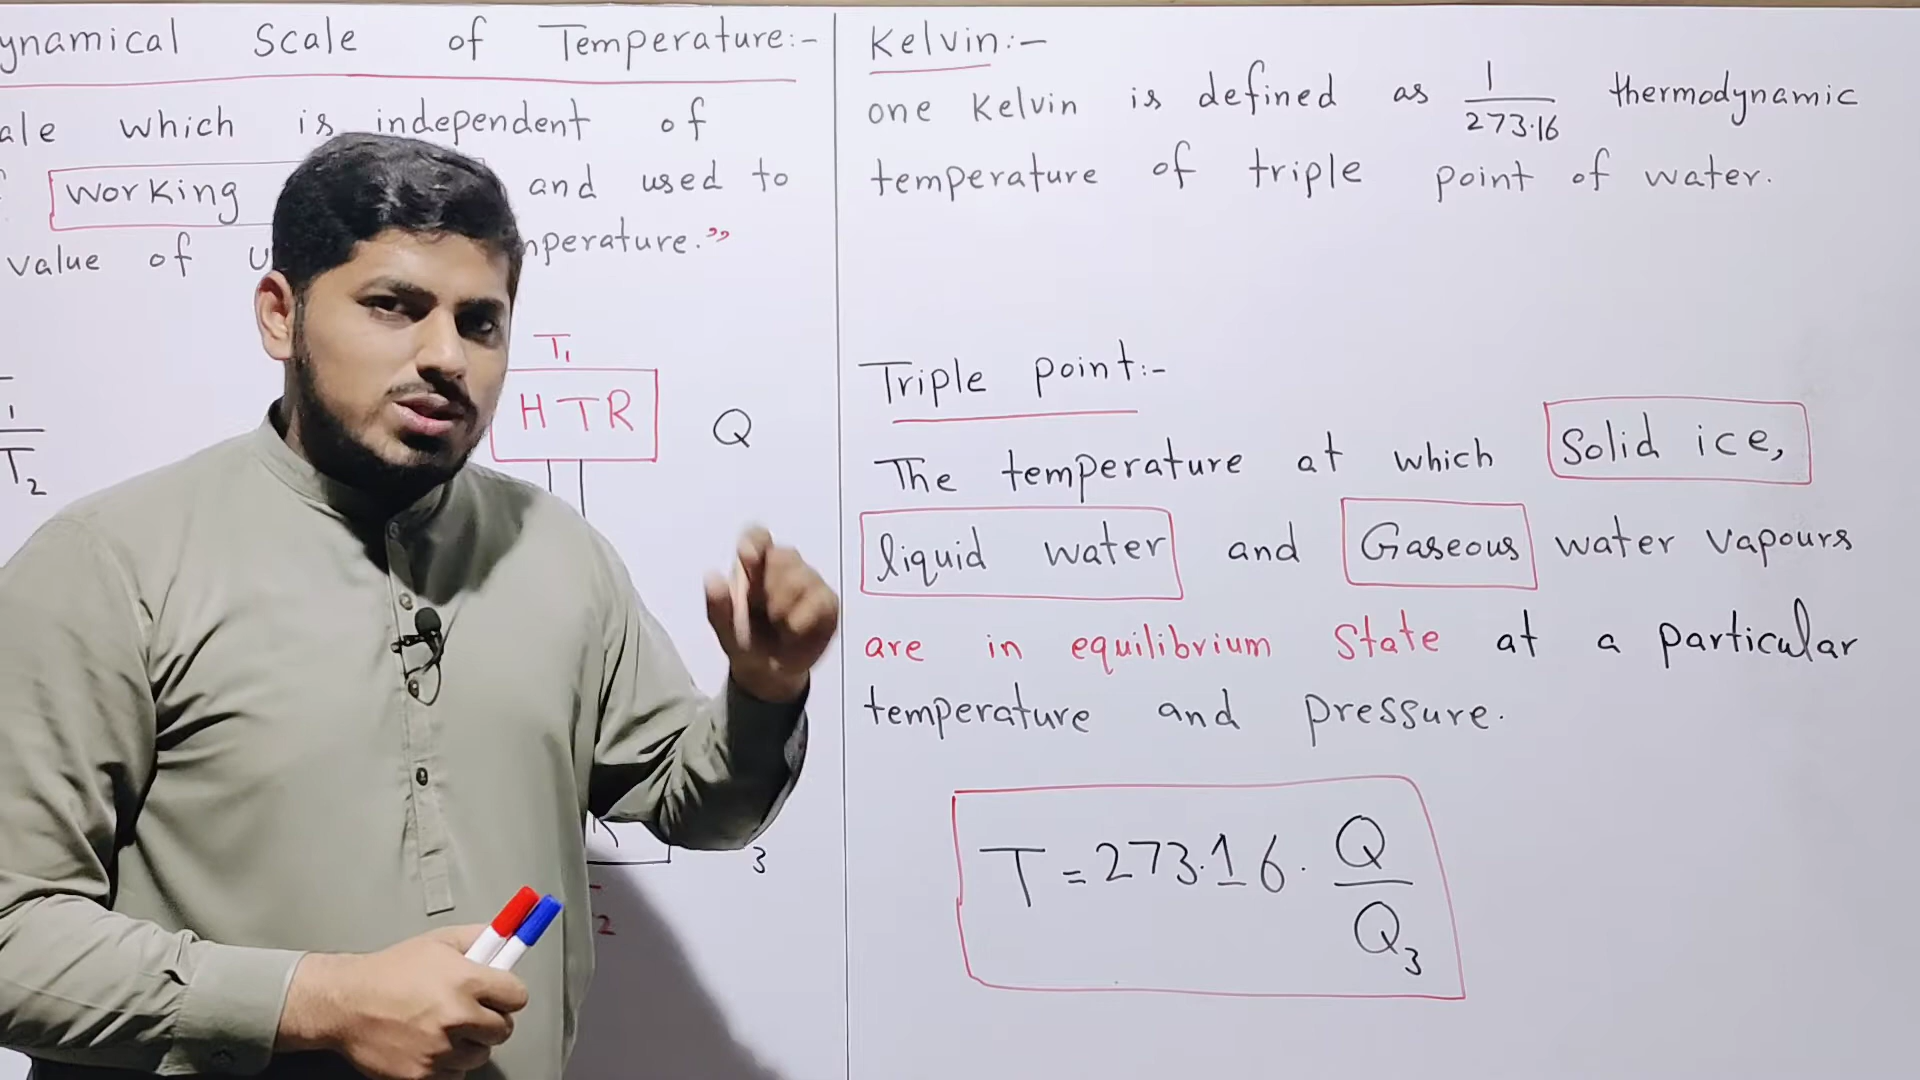 ynamical Scale of Temperature:-
ale which is independent of
working and used to
value of mperature.”
1
T2
T1
HTR
Q
3
2
Kelvin:-
one Kelvin is defined as 1/273.16 thermodynamic
temperature of triple point of water.
Triple point:-
The temperature at which Solid ice,
liquid water and Gaseous water vapours
are in equilibrium State at a particular
temperature and pressure.
T = 273.16 · Q/Q3